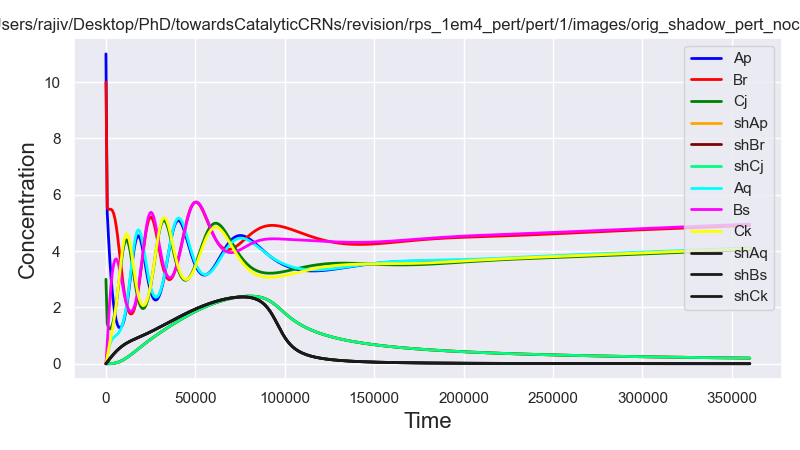 sers/rajiv/Desktop/PhD/towardsCatalyticCRNs/revision/rps_1em4_pert/pert/1/images/orig_shadow_pert_noc
Concentration
10
8
6
4
2
0
0
50000
100000
150000
200000
250000
300000
350000
Time
Ap
Br
Cj
shAp
shBr
shCj
Aq
Bs
Ck
shAq
shBs
shCk